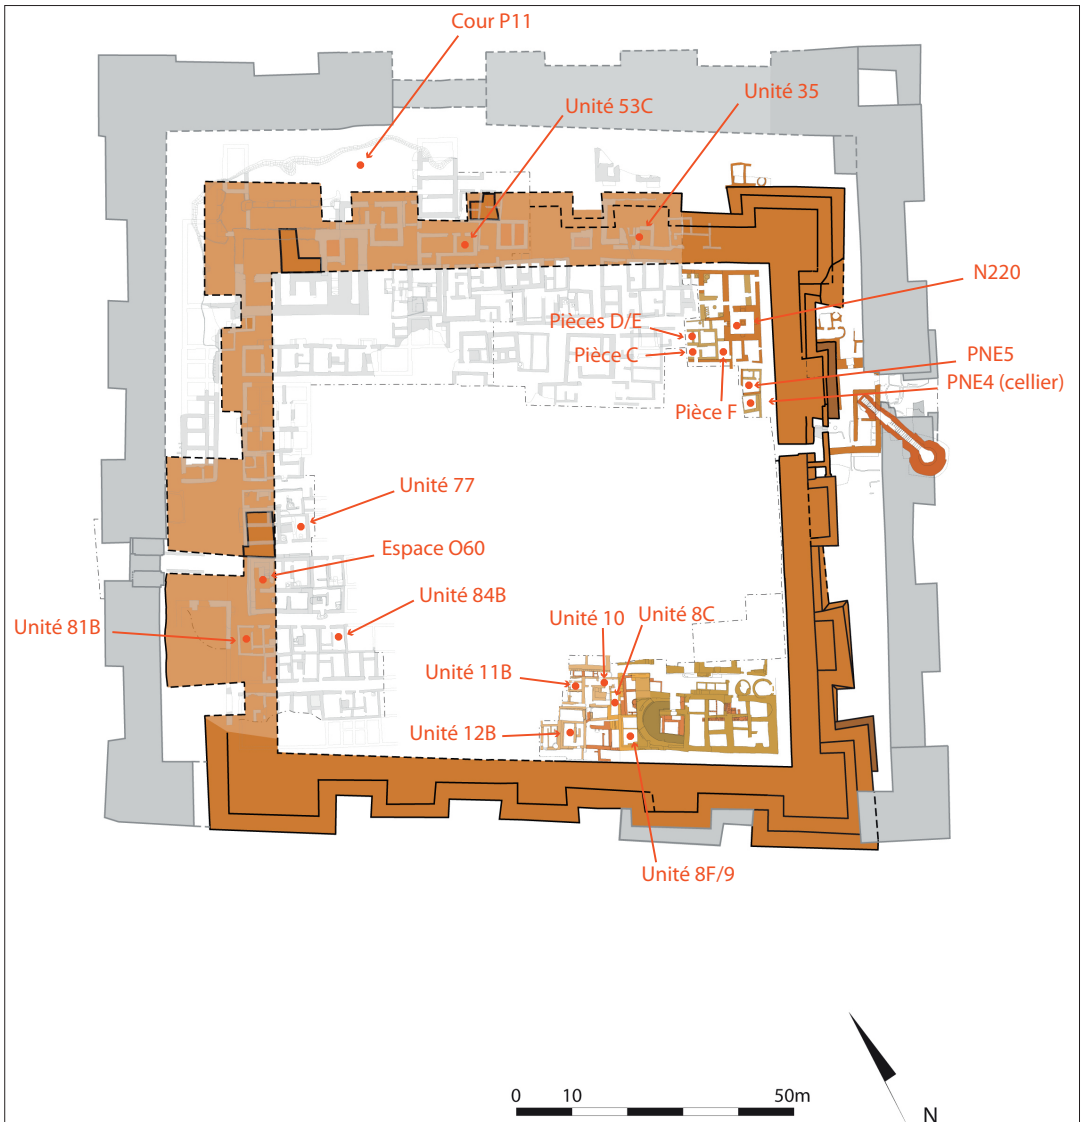 Cour P11
Unité 35
Unité 53C
N220
Pièces D/E
Pièce C
PNE5
PNE4 (cellier)
Pièce F
Unité 77
Espace O60
Unité 84B
Unité 10
Unité 8C
Unité 81B
Unité 11B
Unité 12B
Unité 8F/9
0 10 50m
N